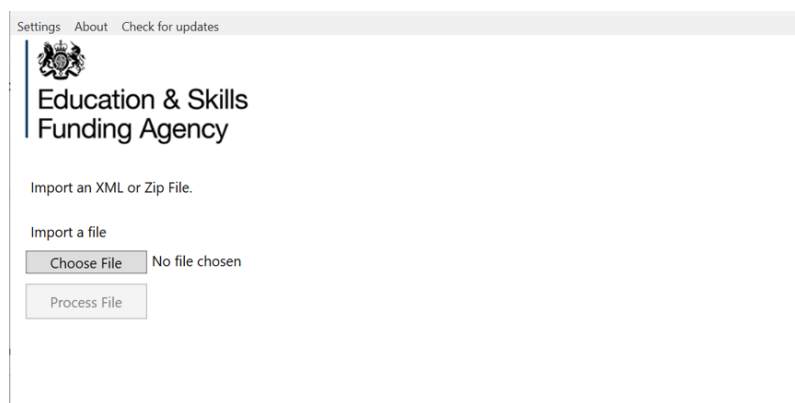 Settings About Check for updates
Education & Skills
Funding Agency
Import an XML or Zip File.
Import a file
Choose File No file chosen
Process File